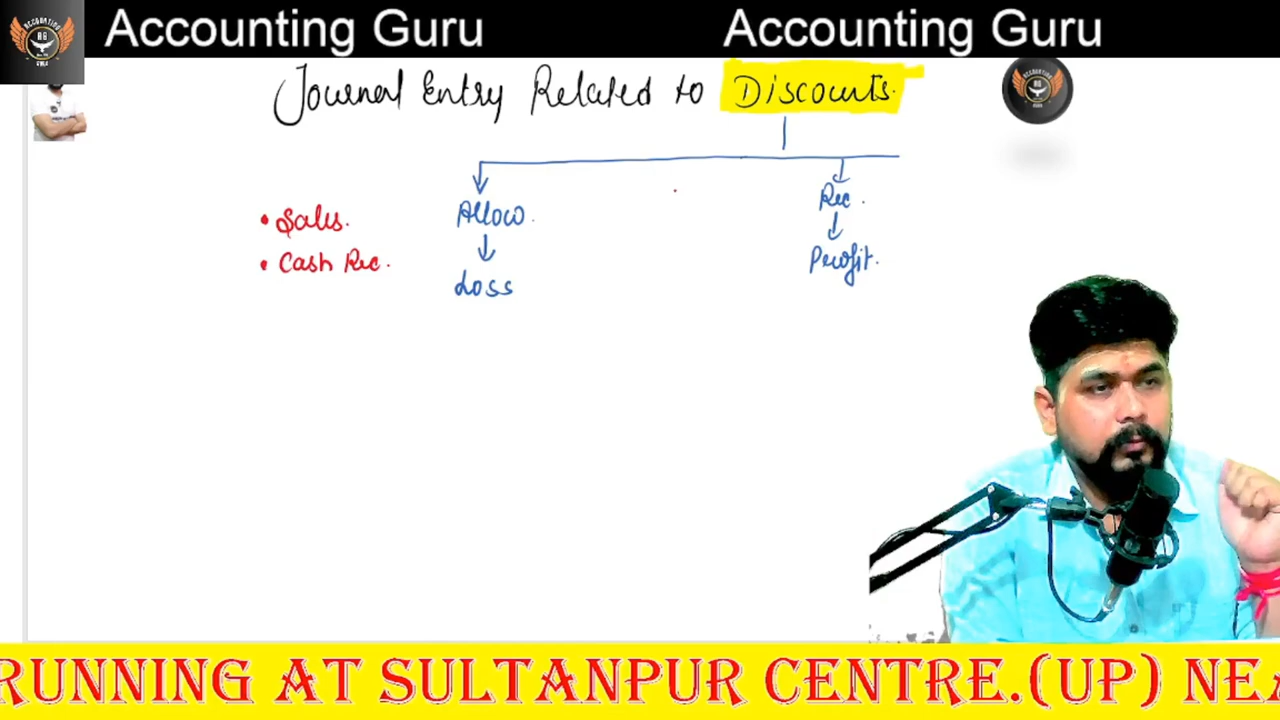 Accounting Guru Accounting Guru
Journal Entry Related to Discounts.
• Sales. Allow. Rec.
• Cash Rec. Loss Profit.
RUNNING AT SULTANPUR CENTRE.(UP) NEA